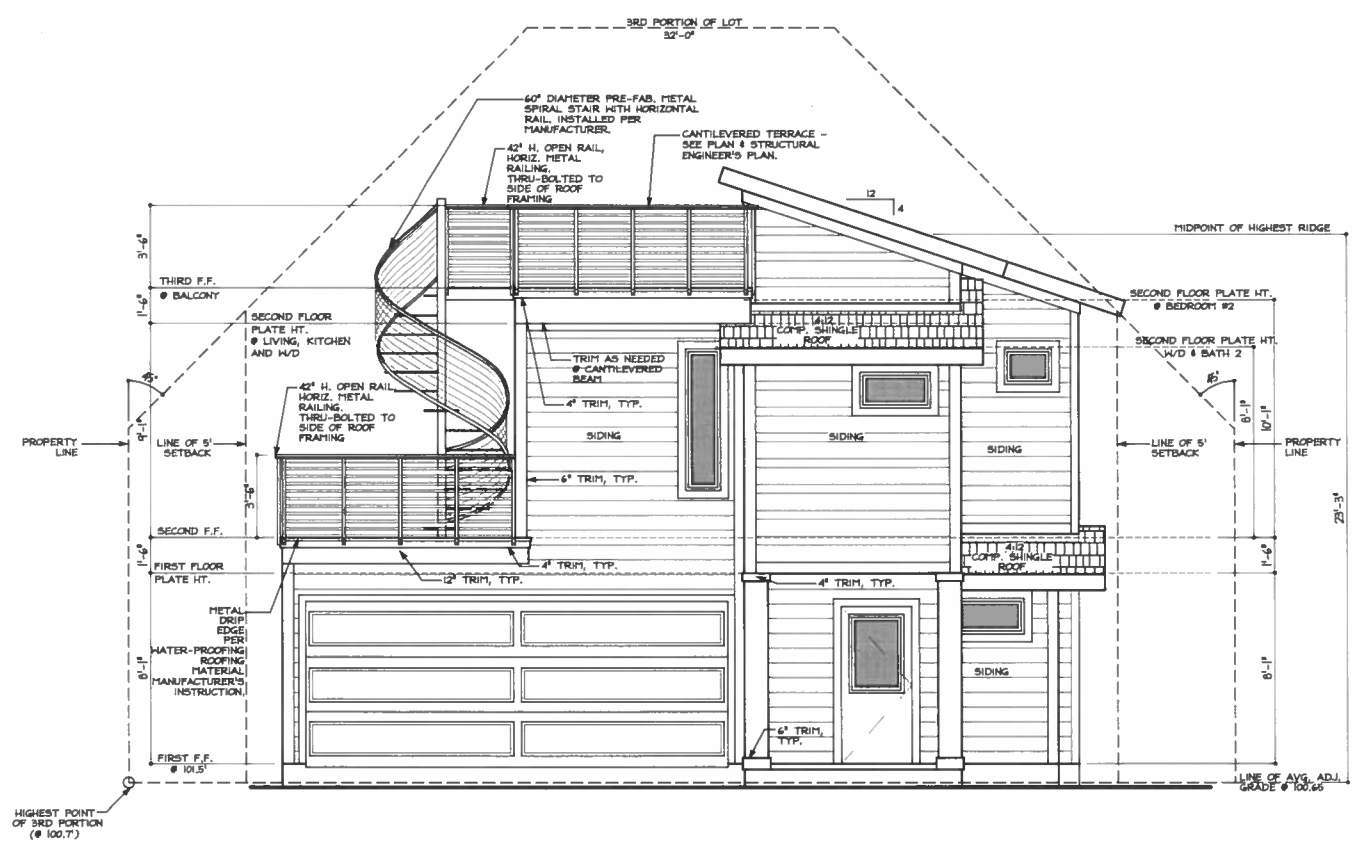 3RD PORTION OF LOT
32'-0"
60" DIAMETER PRE-FAB. METAL
SPIRAL STAIR WITH HORIZONTAL
RAIL. INSTALLED PER
MANUFACTURER.
42" H. OPEN RAIL,
HORIZ. METAL
RAILING.
THRU-BOLTED TO
SIDE OF ROOF
FRAMING
CANTILEVERED TERRACE -
SEE PLAN & STRUCTURAL
ENGINEER'S PLAN.
12
4
MIDPOINT OF HIGHEST RIDGE
3'-6"
THIRD F.F.
@ BALCONY
1'-6"
SECOND FLOOR
PLATE HT.
@ LIVING, KITCHEN
AND W/D
SECOND FLOOR PLATE HT.
@ BEDROOM #2
SECOND FLOOR PLATE HT.
W/D & BATH 2
4:12
COMP. SHINGLE
ROOF
TRIM AS NEEDED
@ CANTILEVERED
BEAM
4" TRIM, TYP.
45°
45°
42" H. OPEN RAIL,
HORIZ. METAL
RAILING.
THRU-BOLTED TO
SIDE OF ROOF
FRAMING
9'-1"
8'-1"
10'-1"
PROPERTY
LINE
LINE OF 5'
SETBACK
SIDING
SIDING
SIDING
LINE OF 5'
SETBACK
PROPERTY
LINE
6" TRIM, TYP.
3'-6"
23'-3"
SECOND F.F.
1'-6"
FIRST FLOOR
PLATE HT.
4" TRIM, TYP.
12" TRIM, TYP.
4" TRIM, TYP.
4:12
COMP. SHINGLE
ROOF
1'-6"
METAL
DRIP
EDGE
PER
WATER-PROOFING
ROOFING
MATERIAL
MANUFACTURER'S
INSTRUCTION.
8'-1"
8'-1"
SIDING
6" TRIM,
TYP.
FIRST F.F.
@ 101.5'
LINE OF AVG. ADJ.
GRADE @ 100.65
HIGHEST POINT
OF 3RD PORTION
(@ 100.7')